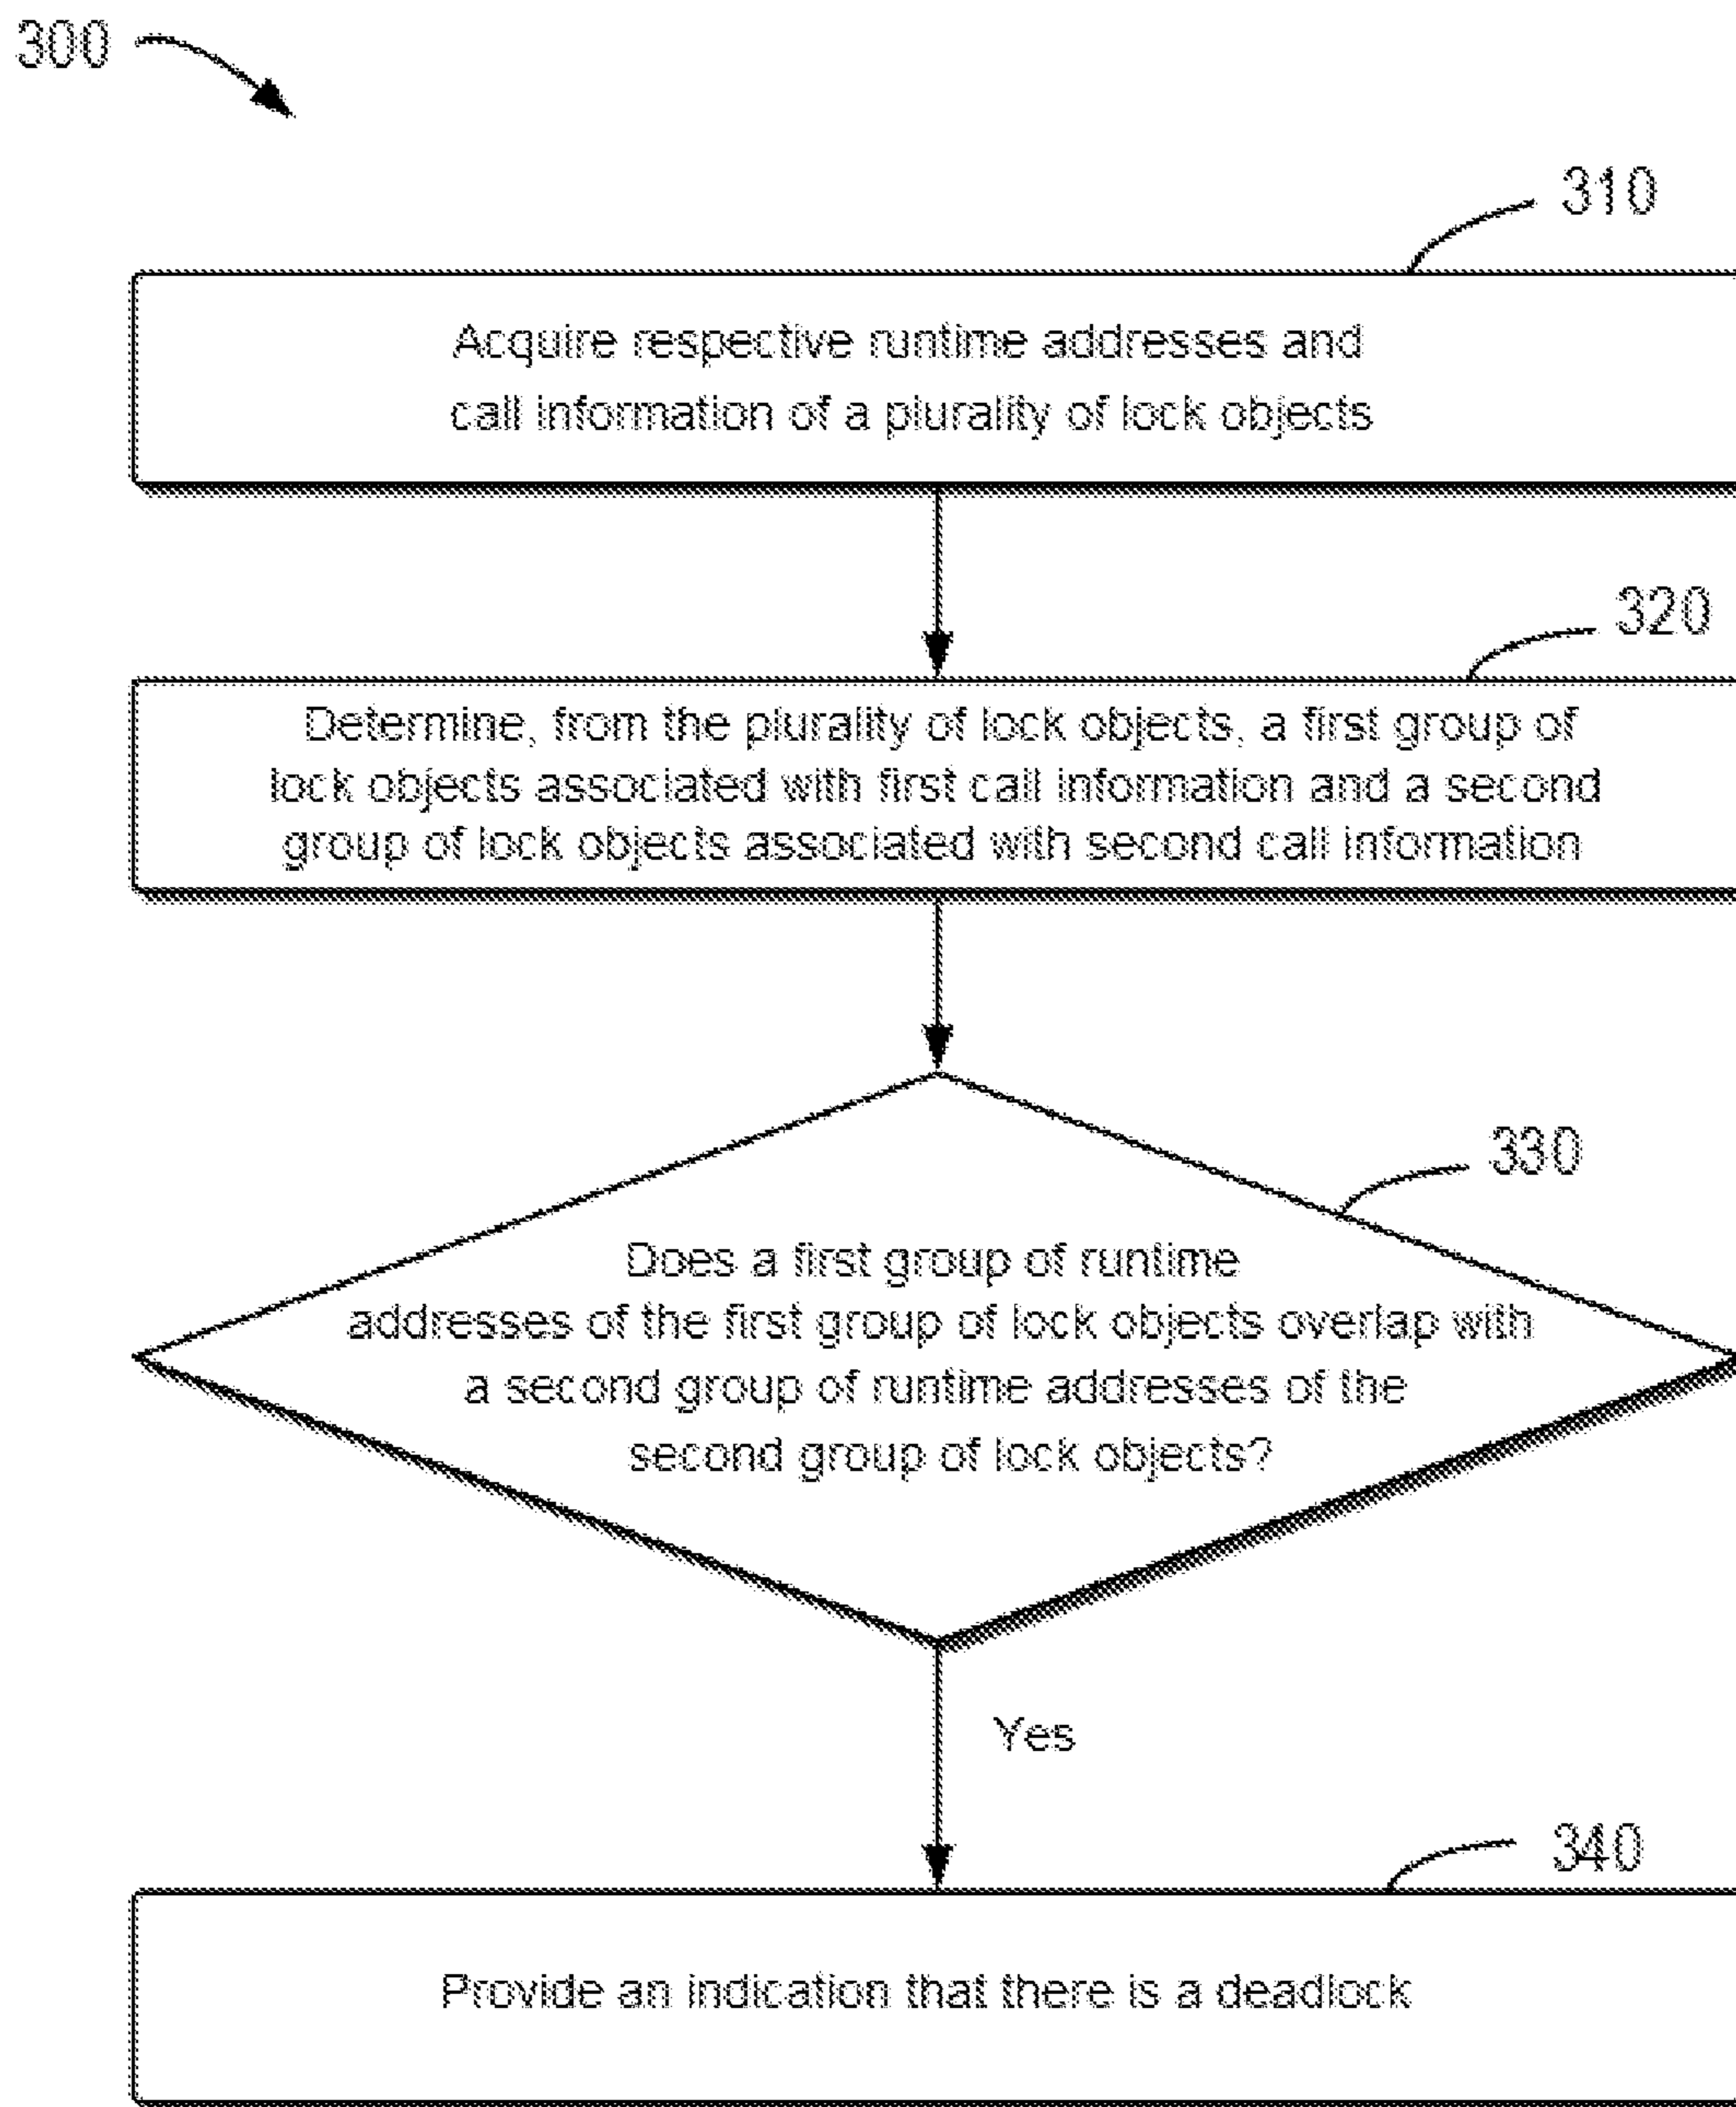 300
310
Acquire respective runtime addresses and
call information of a plurality of lock objects
320
Determine, from the plurality of lock objects, a first group of
lock objects associated with first call information and a second
group of lock objects associated with second call information
330
Does a first group of runtime
addresses of the first group of lock objects overlap with
a second group of runtime addresses of the
second group of lock objects?
Yes
340
Provide an indication that there is a deadlock